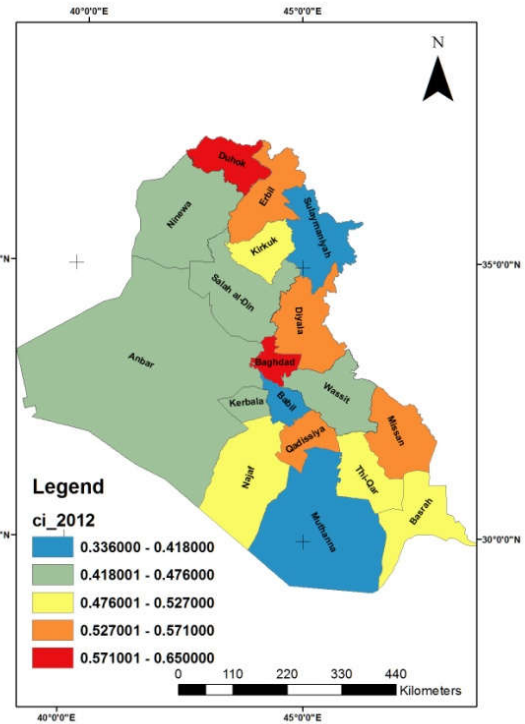 40°0'0"E
45°0'0"E
N
Duhok
Erbil
Ninewa
Sulaymaniyah
Kirkuk
°N
35°0'0"N
Salah al-Din
Diyala
Anbar
Baghdad
Wassit
Kerbala
Babil
Qadissiya
Missan
Najaf
Thi-Qar
Basrah
Muthanna
"N
30°0'0"N
Legend
ci_2012
0.336000 - 0.418000
0.418001 - 0.476000
0.476001 - 0.527000
0.527001 - 0.571000
0.571001 - 0.650000
0 110 220 330 440
Kilometers
40°0'0"E
45°0'0"E